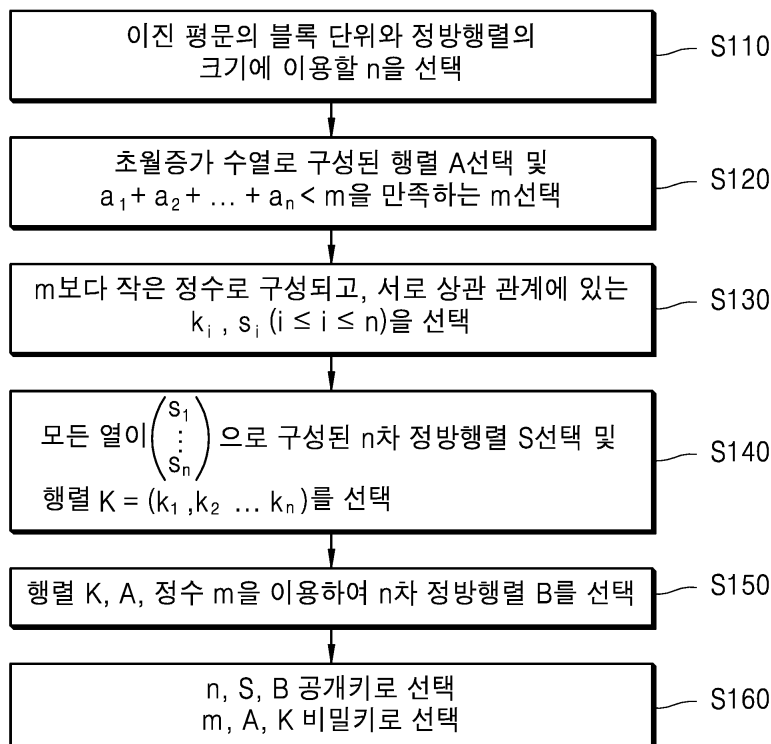 이진 평문의 블록 단위와 정방행렬의
크기에 이용할 n을 선택
S110
초월증가 수열로 구성된 행렬 A선택 및
a₁+ a₂+ ... + aₙ< m을 만족하는 m선택
S120
m보다 작은 정수로 구성되고, 서로 상관 관계에 있는
kᵢ , sᵢ (i ≤ i ≤ n)을 선택
S130
모든 열이 (s₁ ⋮ sₙ) 으로 구성된 n차 정방행렬 S선택 및
행렬 K = (k₁ ,k₂ ... kₙ)를 선택
S140
행렬 K, A, 정수 m을 이용하여 n차 정방행렬 B를 선택
S150
n, S, B 공개키로 선택
m, A, K 비밀키로 선택
S160